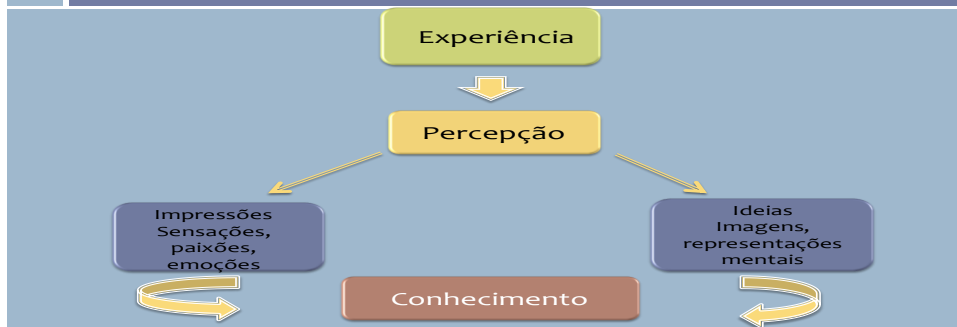 Experiência
Percepção
Impressões
Sensações,
paixões,
emoções
Ideias
Imagens,
representações
mentais
Conhecimento